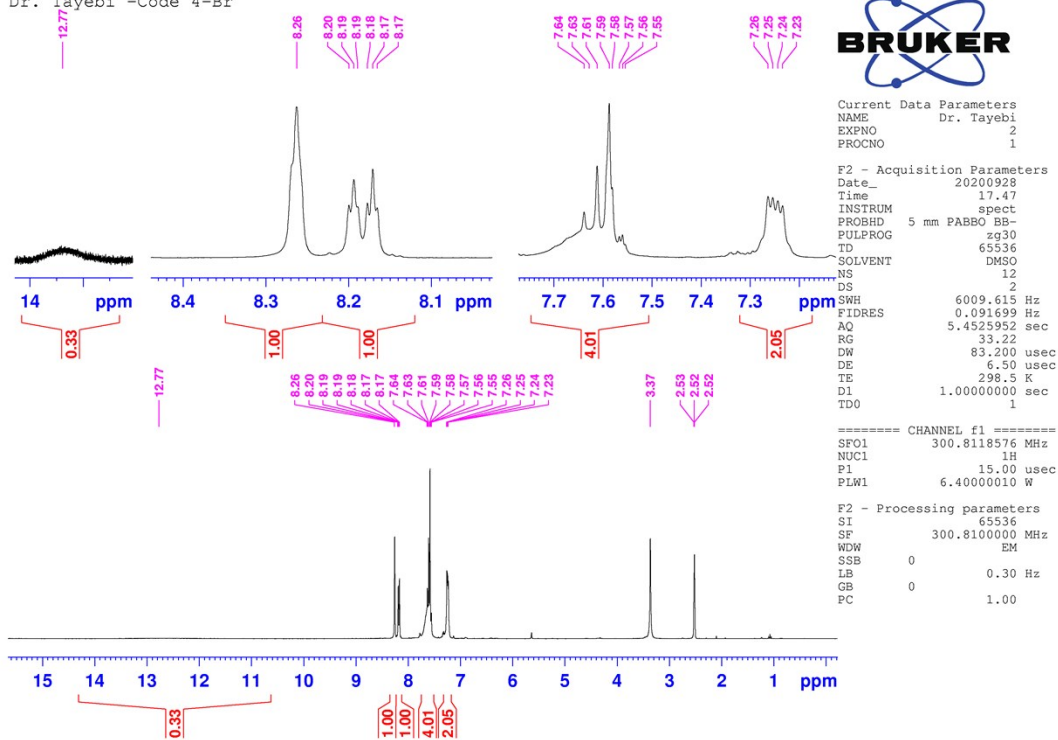 Dr. Tayebi -Code 4-Br
12.77
8.26
8.20
8.19
8.19
8.18
8.17
8.17
7.64
7.63
7.61
7.59
7.58
7.57
7.56
7.55
7.26
7.25
7.24
7.23
14 ppm
8.4 8.3 8.2 8.1 ppm
7.7 7.6 7.5 7.4 7.3 ppm
0.33
1.00
1.00
4.01
2.05
12.77
8.26
8.20
8.19
8.19
8.18
8.17
8.17
7.64
7.63
7.61
7.59
7.58
7.57
7.56
7.55
7.26
7.25
7.24
7.23
3.37
2.53
2.52
2.52
15 14 13 12 11 10 9 8 7 6 5 4 3 2 1 ppm
0.33
1.00
1.00
4.01
2.05
BRUKER
Current Data Parameters
NAME Dr. Tayebi
EXPNO 2
PROCNO 1
F2 - Acquisition Parameters
Date_ 20200928
Time 17.47
INSTRUM spect
PROBHD 5 mm PABBO BB-
PULPROG zg30
TD 65536
SOLVENT DMSO
NS 12
DS 2
SWH 6009.615 Hz
FIDRES 0.091699 Hz
AQ 5.4525952 sec
RG 33.22
DW 83.200 usec
DE 6.50 usec
TE 298.5 K
D1 1.00000000 sec
TD0 1
======== CHANNEL f1 ========
SFO1 300.8118576 MHz
NUC1 1H
P1 15.00 usec
PLW1 6.40000010 W
F2 - Processing parameters
SI 65536
SF 300.8100000 MHz
WDW EM
SSB 0
LB 0.30 Hz
GB 0
PC 1.00